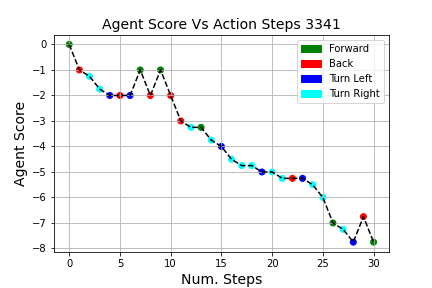 Agent Score Vs Action Steps 3341
Forward
Back
Turn Left
Turn Right
Agent Score
0
−1
−2
−3
−4
−5
−6
−7
−8
0 5 10 15 20 25 30
Num. Steps